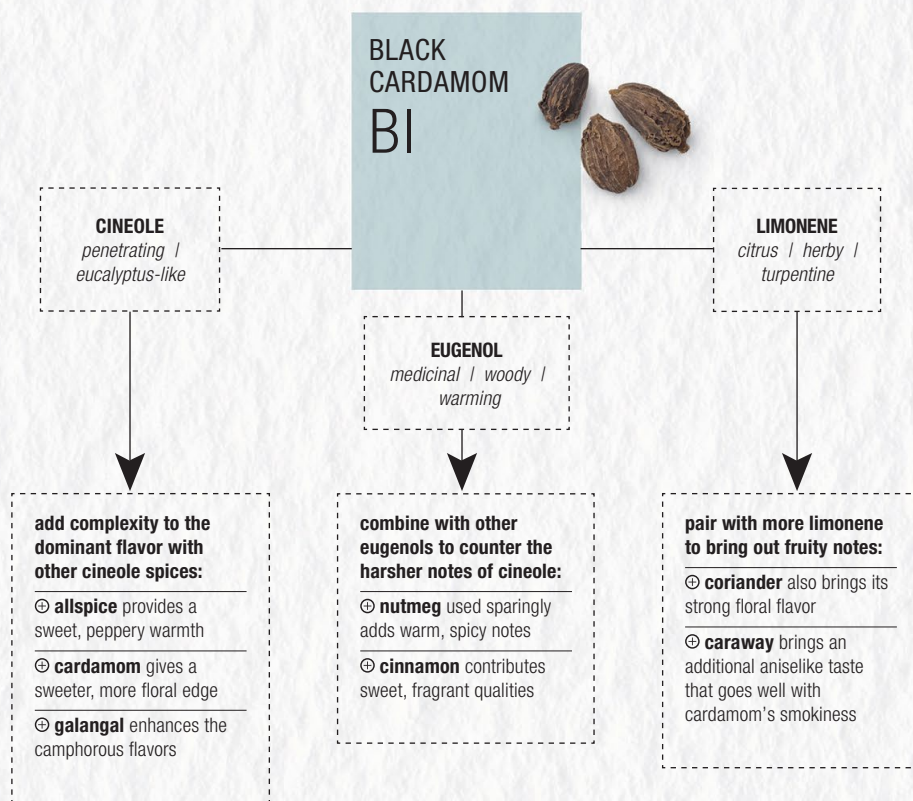 BLACK
CARDAMOM
BI
CINEOLE
penetrating |
eucalyptus-like
LIMONENE
citrus | herby |
turpentine
EUGENOL
medicinal | woody |
warming
add complexity to the
dominant flavor with
other cineole spices:
⊕ allspice provides a
sweet, peppery warmth
⊕ cardamom gives a
sweeter, more floral edge
⊕ galangal enhances the
camphorous flavors
combine with other
eugenols to counter the
harsher notes of cineole:
⊕ nutmeg used sparingly
adds warm, spicy notes
⊕ cinnamon contributes
sweet, fragrant qualities
pair with more limonene
to bring out fruity notes:
⊕ coriander also brings its
strong floral flavor
⊕ caraway brings an
additional aniselike taste
that goes well with
cardamom’s smokiness